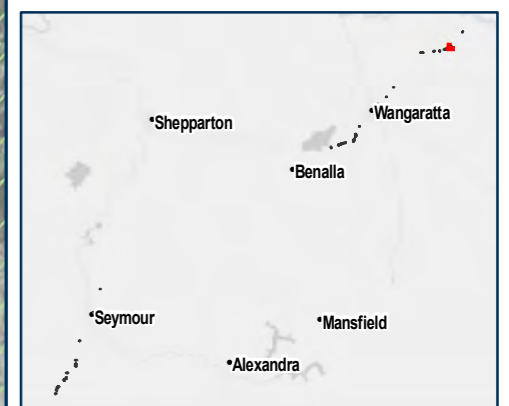 Shepparton
Wangaratta
Benalla
Seymour
Mansfield
Alexandra